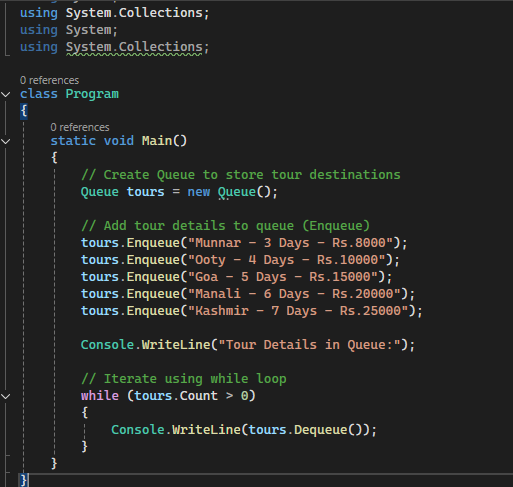 using System.Collections;
using System;
using System.Collections;
0 references
class Program
{
0 references
static void Main()
{
// Create Queue to store tour destinations
Queue tours = new Queue();
// Add tour details to queue (Enqueue)
tours.Enqueue("Munnar - 3 Days - Rs.8000");
tours.Enqueue("Ooty - 4 Days - Rs.10000");
tours.Enqueue("Goa - 5 Days - Rs.15000");
tours.Enqueue("Manali - 6 Days - Rs.20000");
tours.Enqueue("Kashmir - 7 Days - Rs.25000");
Console.WriteLine("Tour Details in Queue:");
// Iterate using while loop
while (tours.Count > 0)
{
Console.WriteLine(tours.Dequeue());
}
}
}